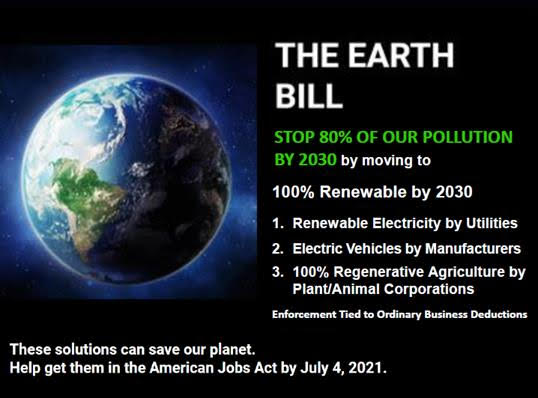 THE EARTH
BILL
STOP 80% OF OUR POLLUTION
BY 2030 by moving to
100% Renewable by 2030
1. Renewable Electricity by Utilities
2. Electric Vehicles by Manufacturers
3. 100% Regenerative Agriculture by
Plant/Animal Corporations
Enforcement Tied to Ordinary Business Deductions
These solutions can save our planet.
Help get them in the American Jobs Act by July 4, 2021.